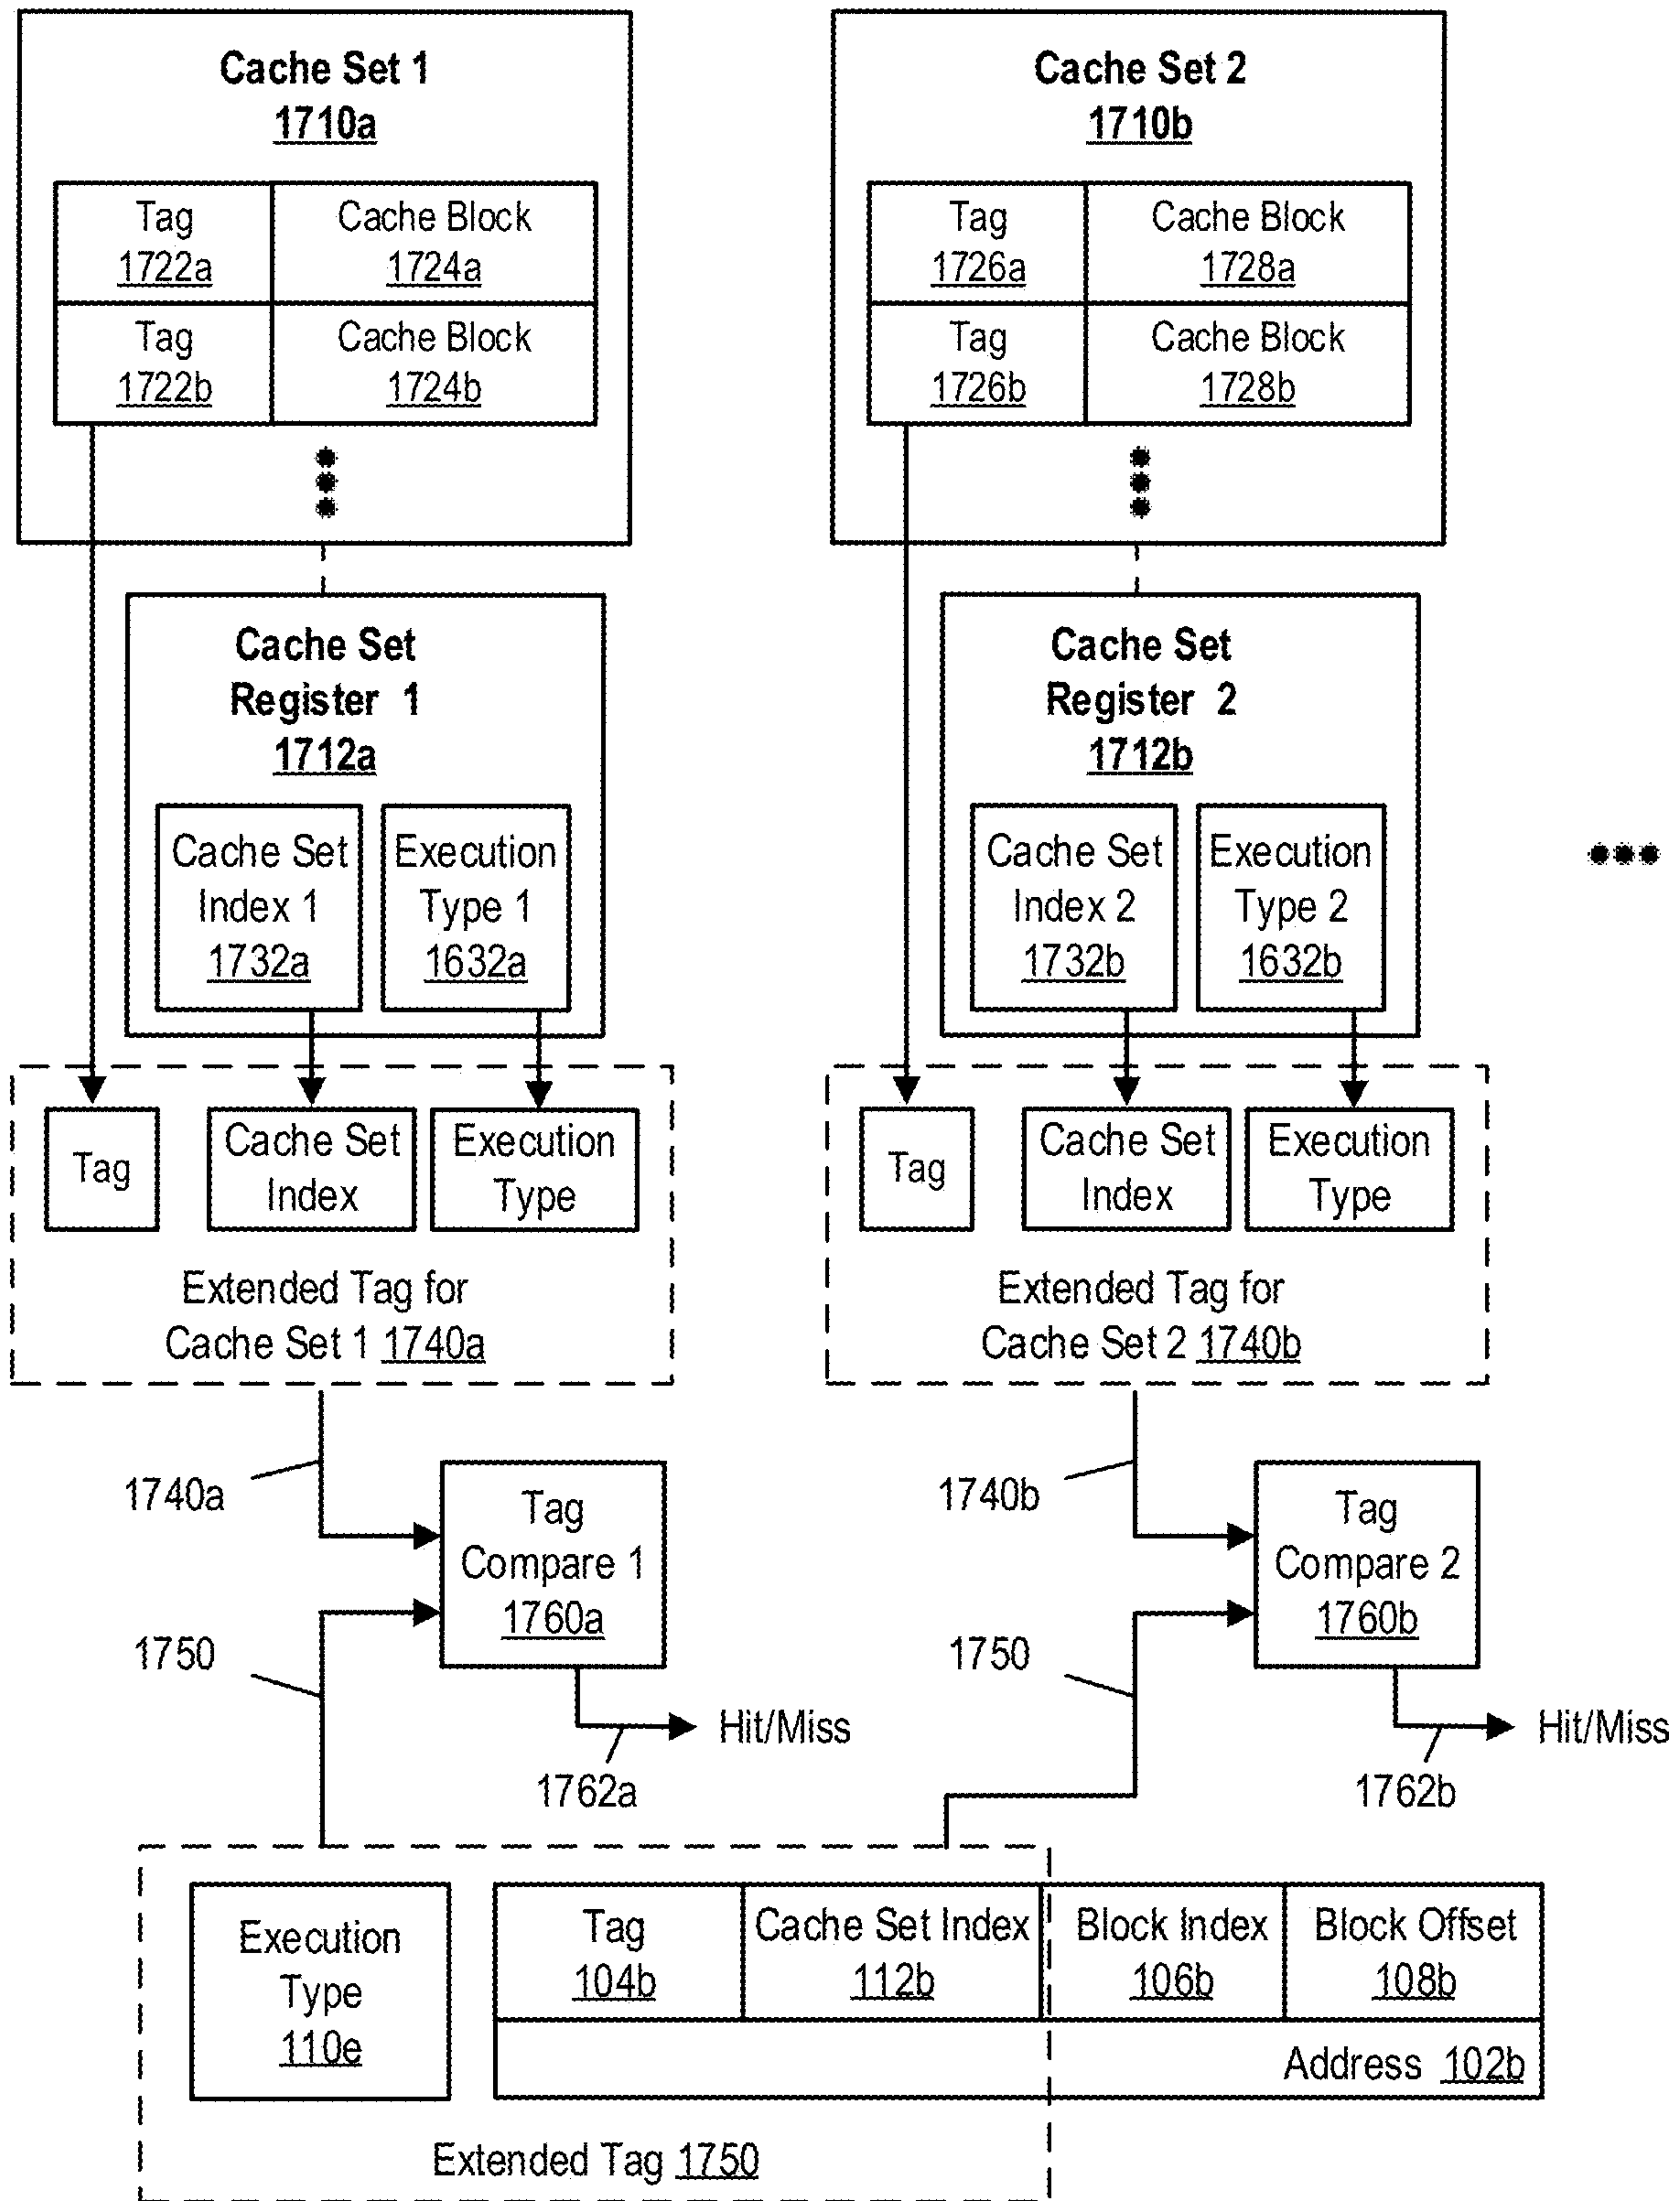 Cache Set 1
1710a
Tag
1722a
Cache Block
1724a
Tag
1722b
Cache Block
1724b
Cache Set 2
1710b
Tag
1726a
Cache Block
1728a
Tag
1726b
Cache Block
1728b
Cache Set
Register 1
1712a
Cache Set
Index 1
1732a
Execution
Type 1
1632a
Cache Set
Register 2
1712b
Cache Set
Index 2
1732b
Execution
Type 2
1632b
Tag
Cache Set
Index
Execution
Type
Extended Tag for
Cache Set 1 1740a
Tag
Cache Set
Index
Execution
Type
Extended Tag for
Cache Set 2 1740b
1740a
Tag
Compare 1
1760a
1750
Hit/Miss
1762a
1740b
Tag
Compare 2
1760b
1750
Hit/Miss
1762b
Execution
Type
110e
Tag
104b
Cache Set Index
112b
Block Index
106b
Block Offset
108b
Address 102b
Extended Tag 1750